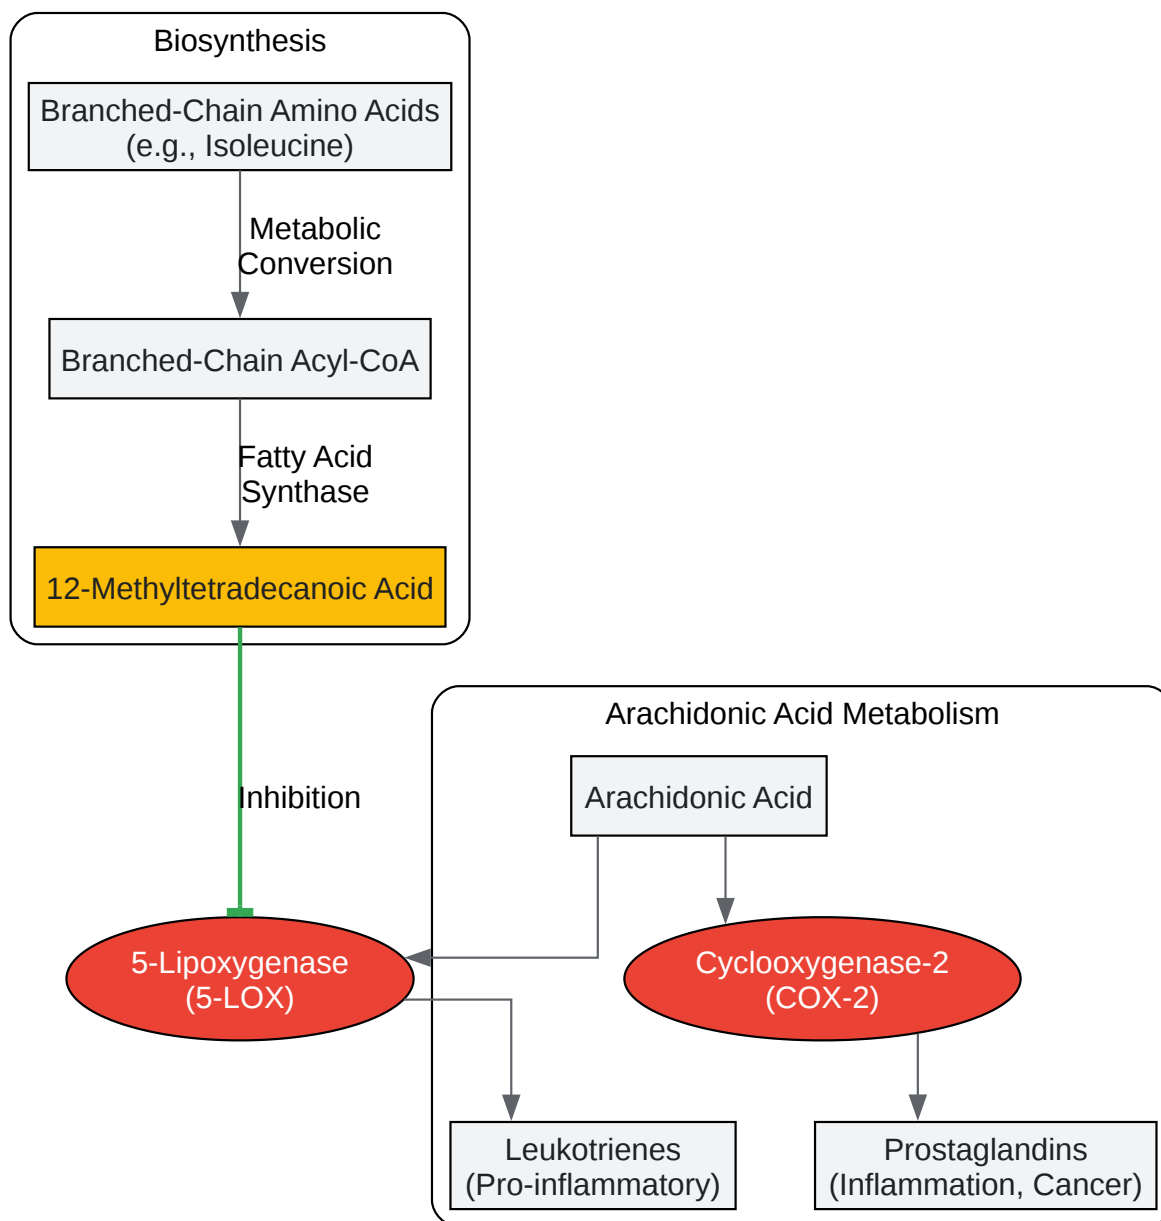 Biosynthesis
Branched-Chain Amino Acids
(e.g., Isoleucine)
Metabolic
Conversion
Branched-Chain Acyl-CoA
Fatty Acid
Synthase
12-Methyltetradecanoic Acid
Arachidonic Acid Metabolism
Arachidonic Acid
Inhibition
5-Lipoxygenase
(5-LOX)
Cyclooxygenase-2
(COX-2)
Leukotrienes
(Pro-inflammatory)
Prostaglandins
(Inflammation, Cancer)